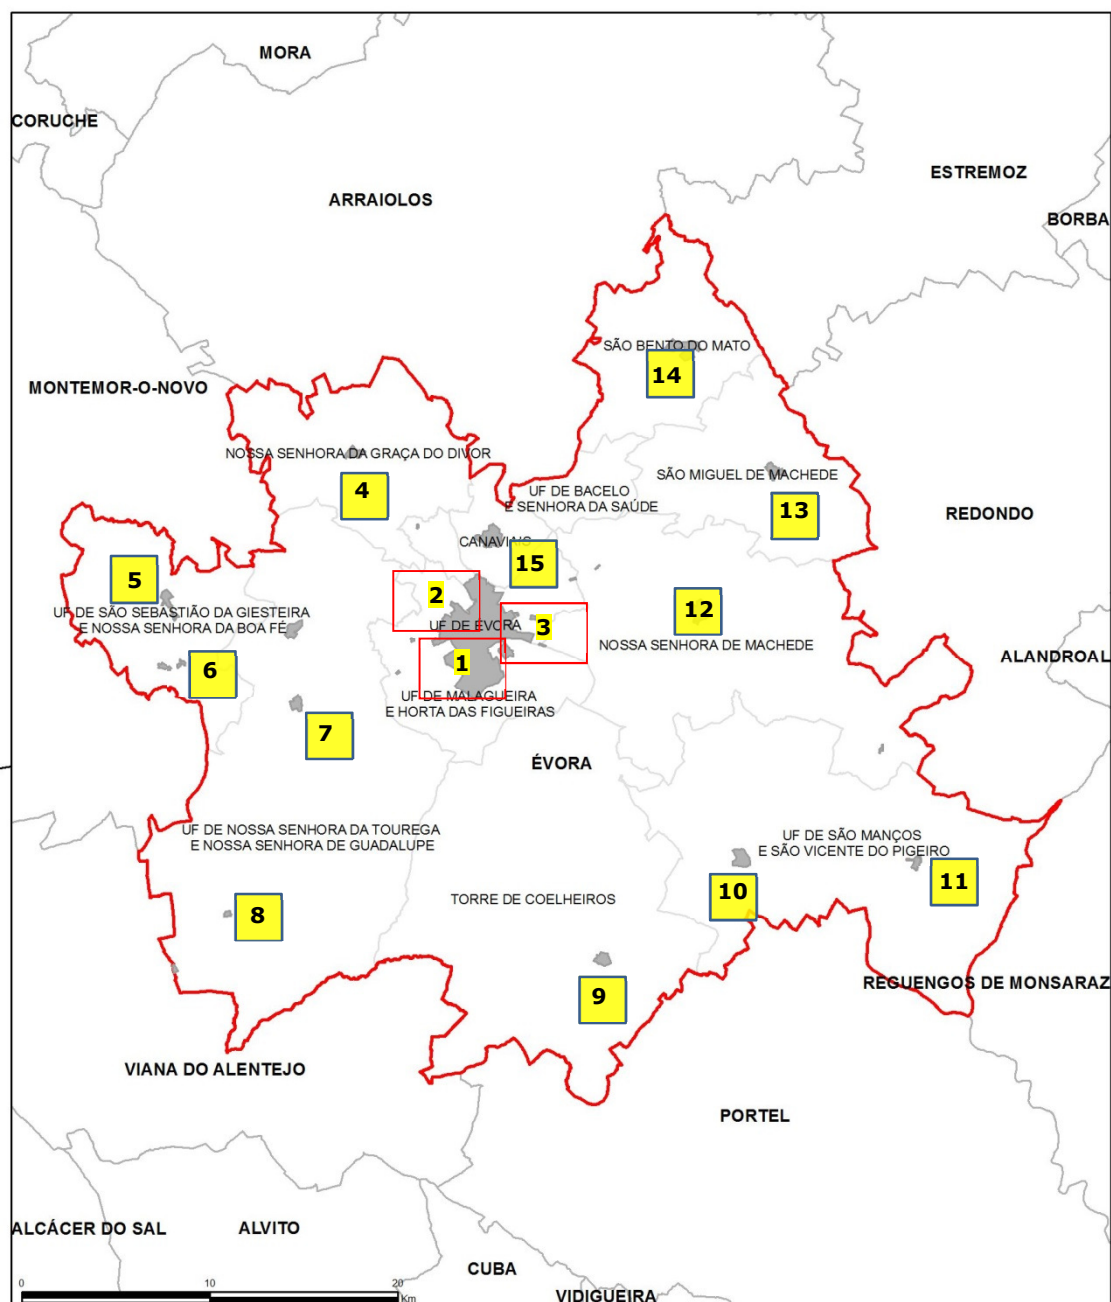 MORA
CORUCHE
ESTREMOZ
ARRAIOLOS
BORBA
SÃO BENTO DO MATO
14
MONTEMOR-O-NOVO
NOSSA SENHORA DA GRAÇA DO DIVOR
4
SÃO MIGUEL DE MACHEDE
UF DE BACELO
E SENHORA DA SAÚDE
13
REDONDO
CANAVIAIS
15
5
2
12
UF DE SÃO SEBASTIÃO DA GIESTEIRA
E NOSSA SENHORA DA BOA FÉ
UF DE ÉVORA
3
NOSSA SENHORA DE MACHEDE
ALANDROAL
1
6
UF DE MALAGUEIRA
E HORTA DAS FIGUEIRAS
7
ÉVORA
UF DE NOSSA SENHORA DA TOUREGA
E NOSSA SENHORA DE GUADALUPE
UF DE SÃO MANÇOS
E SÃO VICENTE DO PIGEIRO
11
10
TORRE DE COELHEIROS
8
9
REGUENGOS DE MONSARAZ
VIANA DO ALENTEJO
PORTEL
ALCÁCER DO SAL
ALVITO
CUBA
VIDIGUEIRA
0 10 20
Km